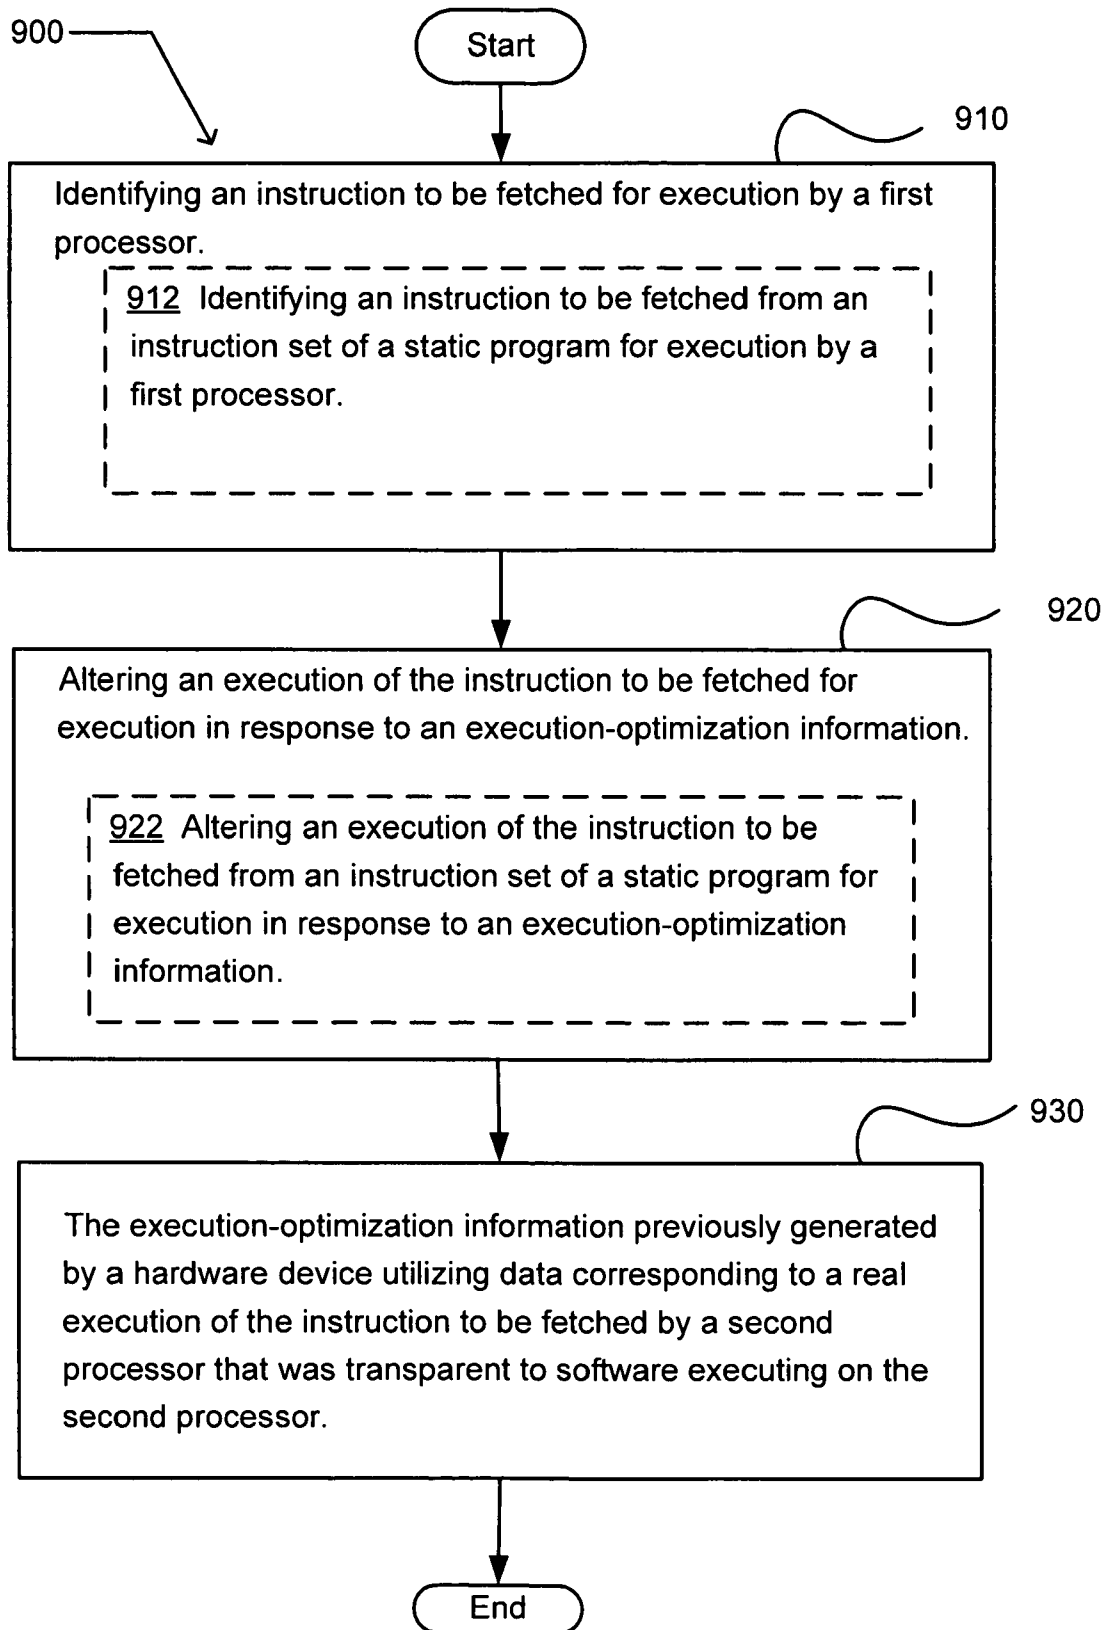 900
Start
910
Identifying an instruction to be fetched for execution by a first
processor.
912 Identifying an instruction to be fetched from an
instruction set of a static program for execution by a
first processor.
920
Altering an execution of the instruction to be fetched for
execution in response to an execution-optimization information.
922 Altering an execution of the instruction to be
fetched from an instruction set of a static program for
execution in response to an execution-optimization
information.
930
The execution-optimization information previously generated
by a hardware device utilizing data corresponding to a real
execution of the instruction to be fetched by a second
processor that was transparent to software executing on the
second processor.
End